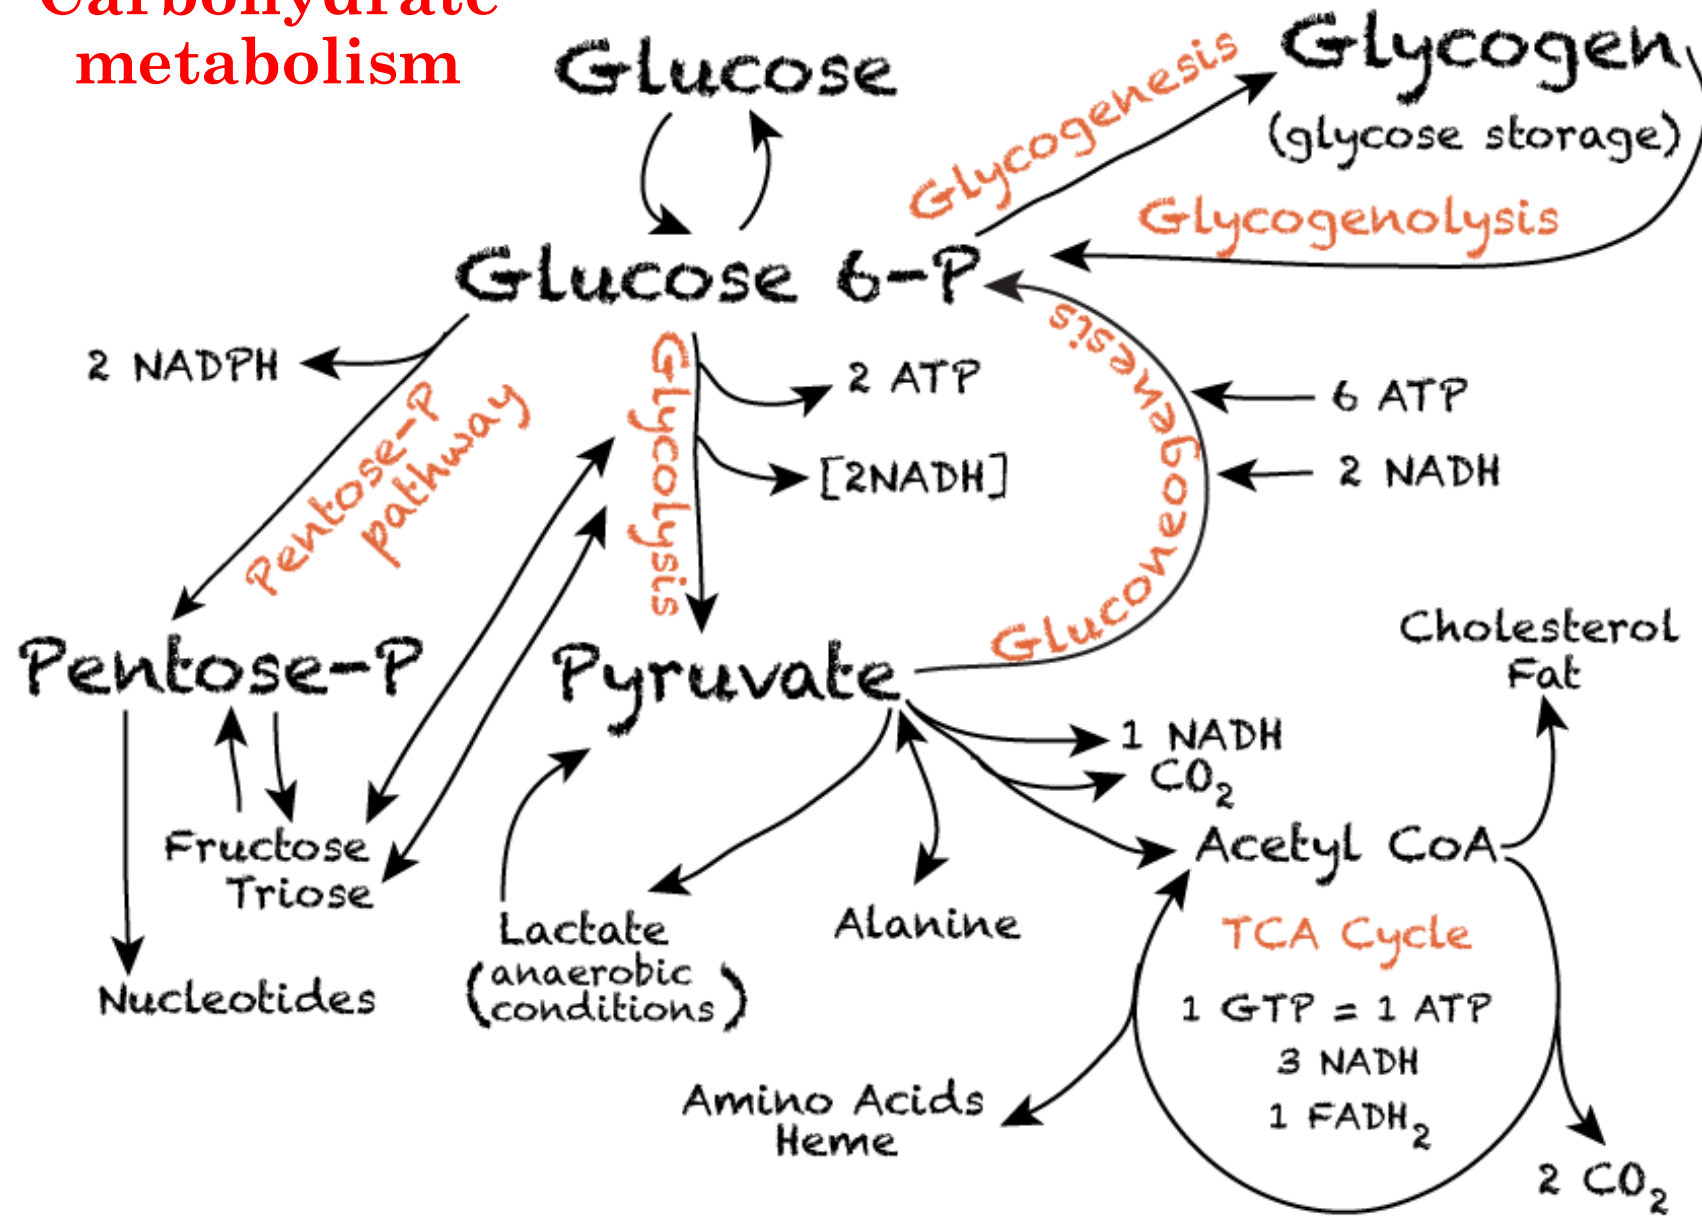 Carbohydrate
metabolism
Glucose
Glycogenesis
Glycogen
(glycose storage)
Glycogenolysis
Glucose 6-P
2 NADPH
Pentose-P
pathway
Glycolysis
2 ATP
[2NADH]
Gluconeogenesis
6 ATP
2 NADH
Pentose-P
Pyruvate
Cholesterol
Fat
1 NADH
CO2
Fructose
Triose
Acetyl CoA
Lactate
(anaerobic
conditions)
Alanine
TCA Cycle
Nucleotides
1 GTP = 1 ATP
3 NADH
1 FADH2
Amino Acids
Heme
2 CO2